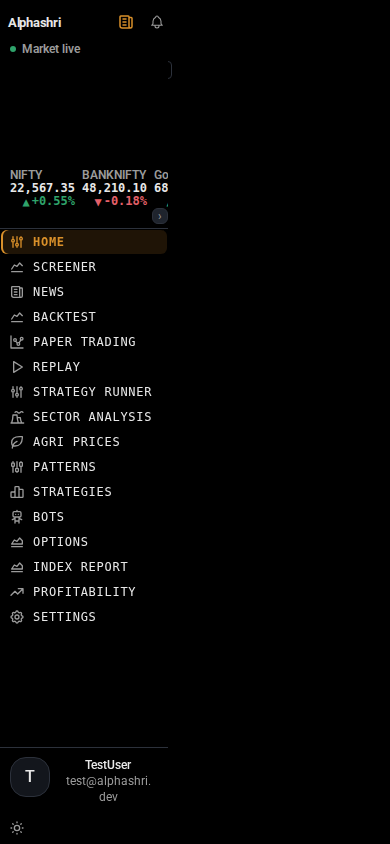 Alphashri
Market live
NIFTY BANKNIFTY Go
22,567.35 48,210.10 68
▲+0.55% ▼-0.18%
›
HOME
SCREENER
NEWS
BACKTEST
PAPER TRADING
REPLAY
STRATEGY RUNNER
SECTOR ANALYSIS
AGRI PRICES
PATTERNS
STRATEGIES
BOTS
OPTIONS
INDEX REPORT
PROFITABILITY
SETTINGS
T
TestUser
test@alphashri.
dev